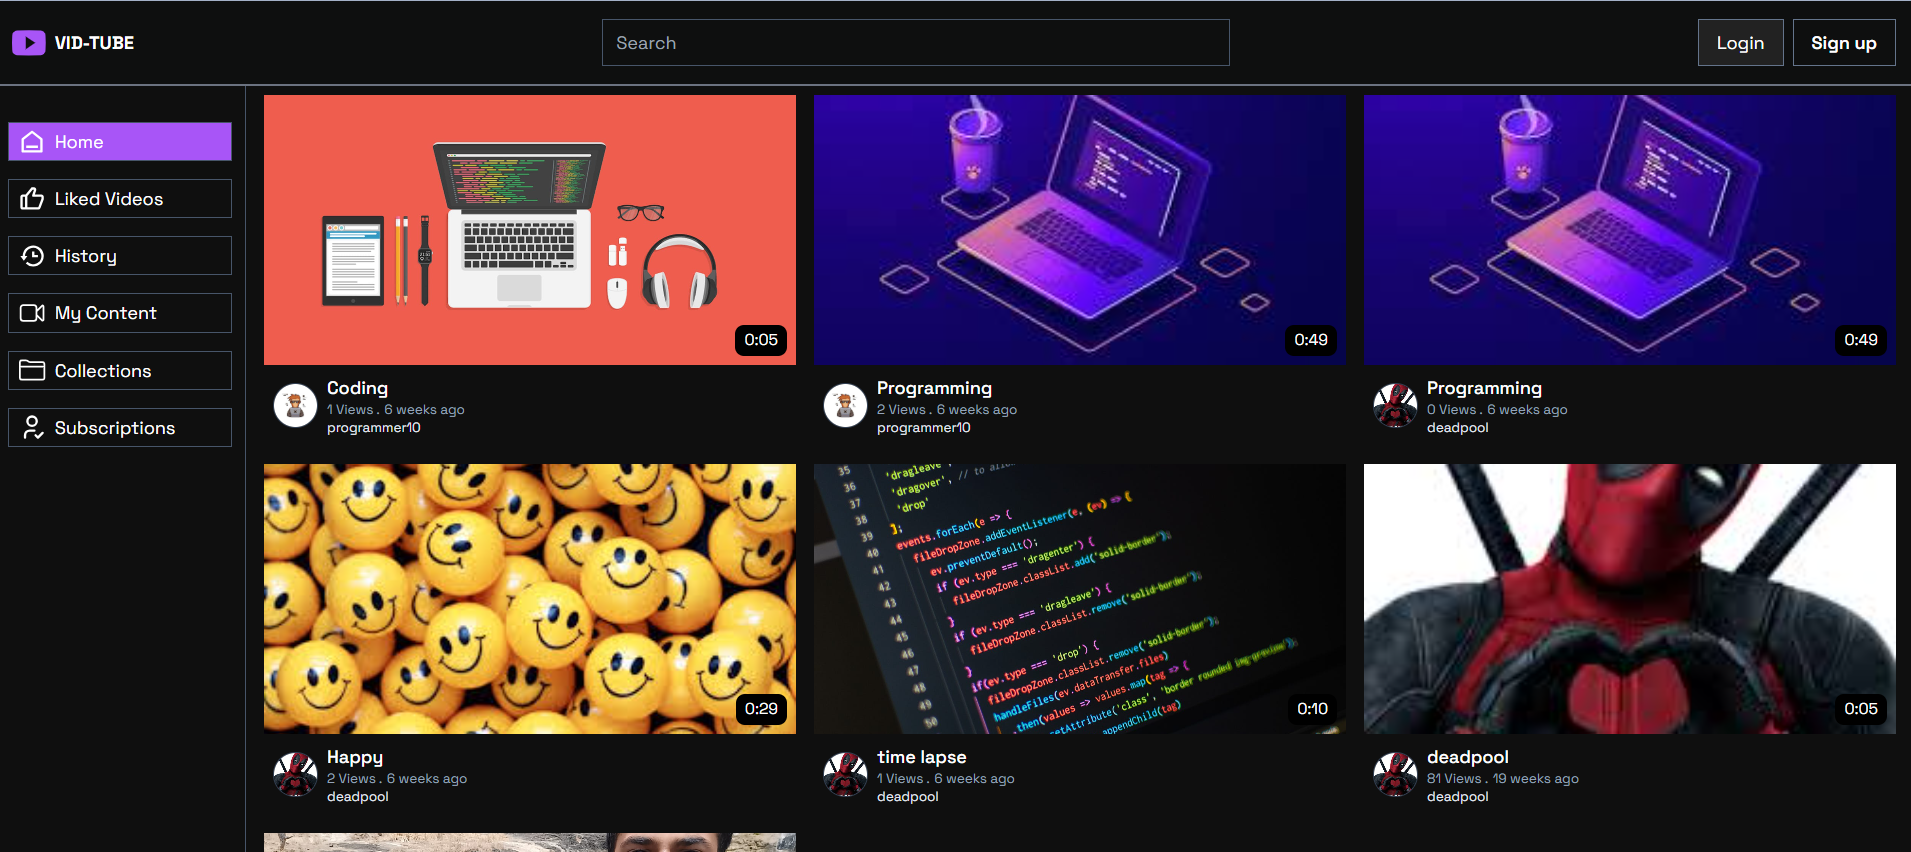 VID-TUBE
Search
Login
Sign up
Home
Liked Videos
History
My Content
Collections
Subscriptions
0:05
0:49
0:49
Coding
1 Views . 6 weeks ago
programmer10
Programming
2 Views . 6 weeks ago
programmer10
Programming
0 Views . 6 weeks ago
deadpool
0:29
35 'dragleave',
36 'dragover', // to
37 'drop'
38 ];
39 events.forEach(e => {
40 fileDropZone.addEventListener(e, (ev) => {
41 ev.preventDefault();
42 if (ev.type === 'dragenter') {
43 fileDropZone.classList.add('solid-border');
44 }
45 if (ev.type === 'dragleave') {
46 fileDropZone.classList.remove('solid-border');
47 }
48 if(ev.type === 'drop') {
49 fileDropZone.classList.remove('solid-border');
50 handleFiles(ev.dataTransfer.files)
.then(values => values.map(tag => {
setAttribute('class', 'border rounded img-preview');
appendChild(tag)
0:10
0:05
Happy
2 Views . 6 weeks ago
deadpool
time lapse
1 Views . 6 weeks ago
deadpool
deadpool
81 Views . 19 weeks ago
deadpool